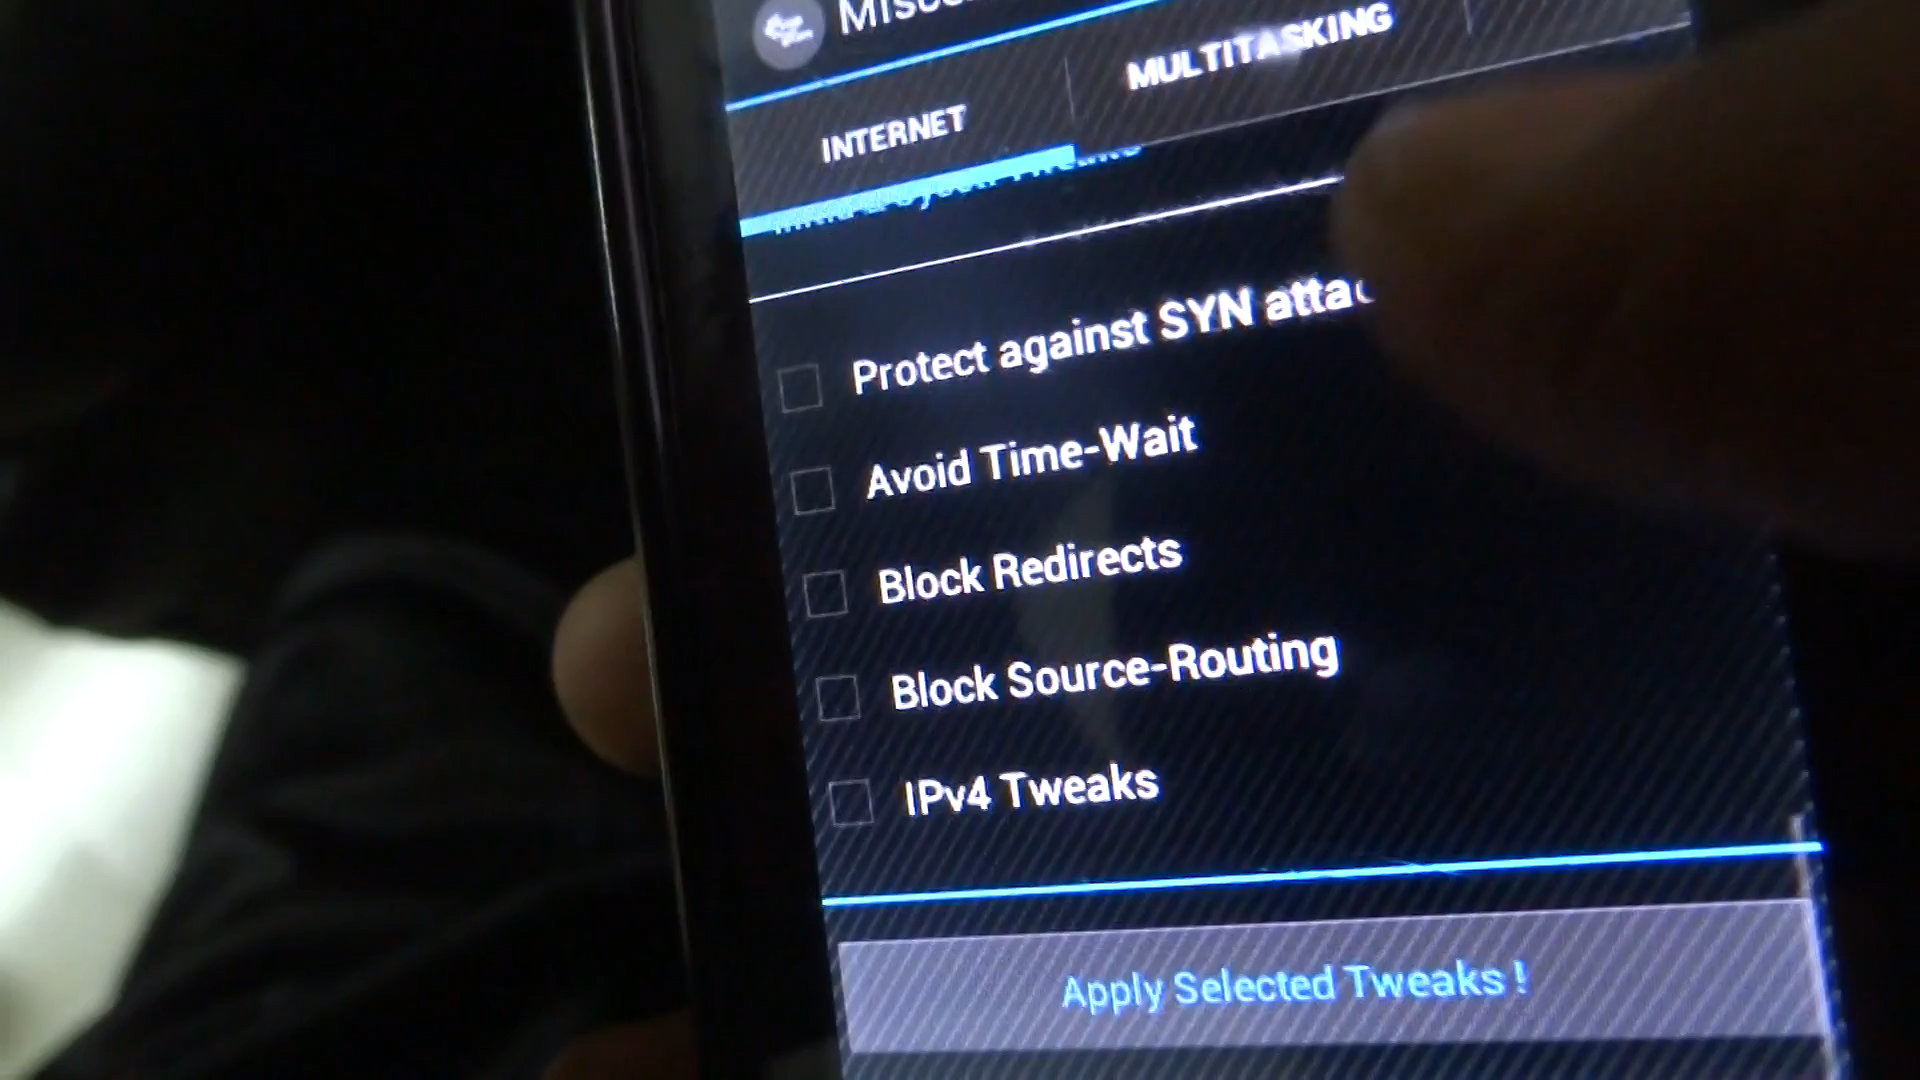 MULTITASKING
INTERNET
Protect against SYN
Avoid Time-Wait
Block Redirects
Block Source-Routing
IPv4 Tweaks
Apply Selected Tweaks !